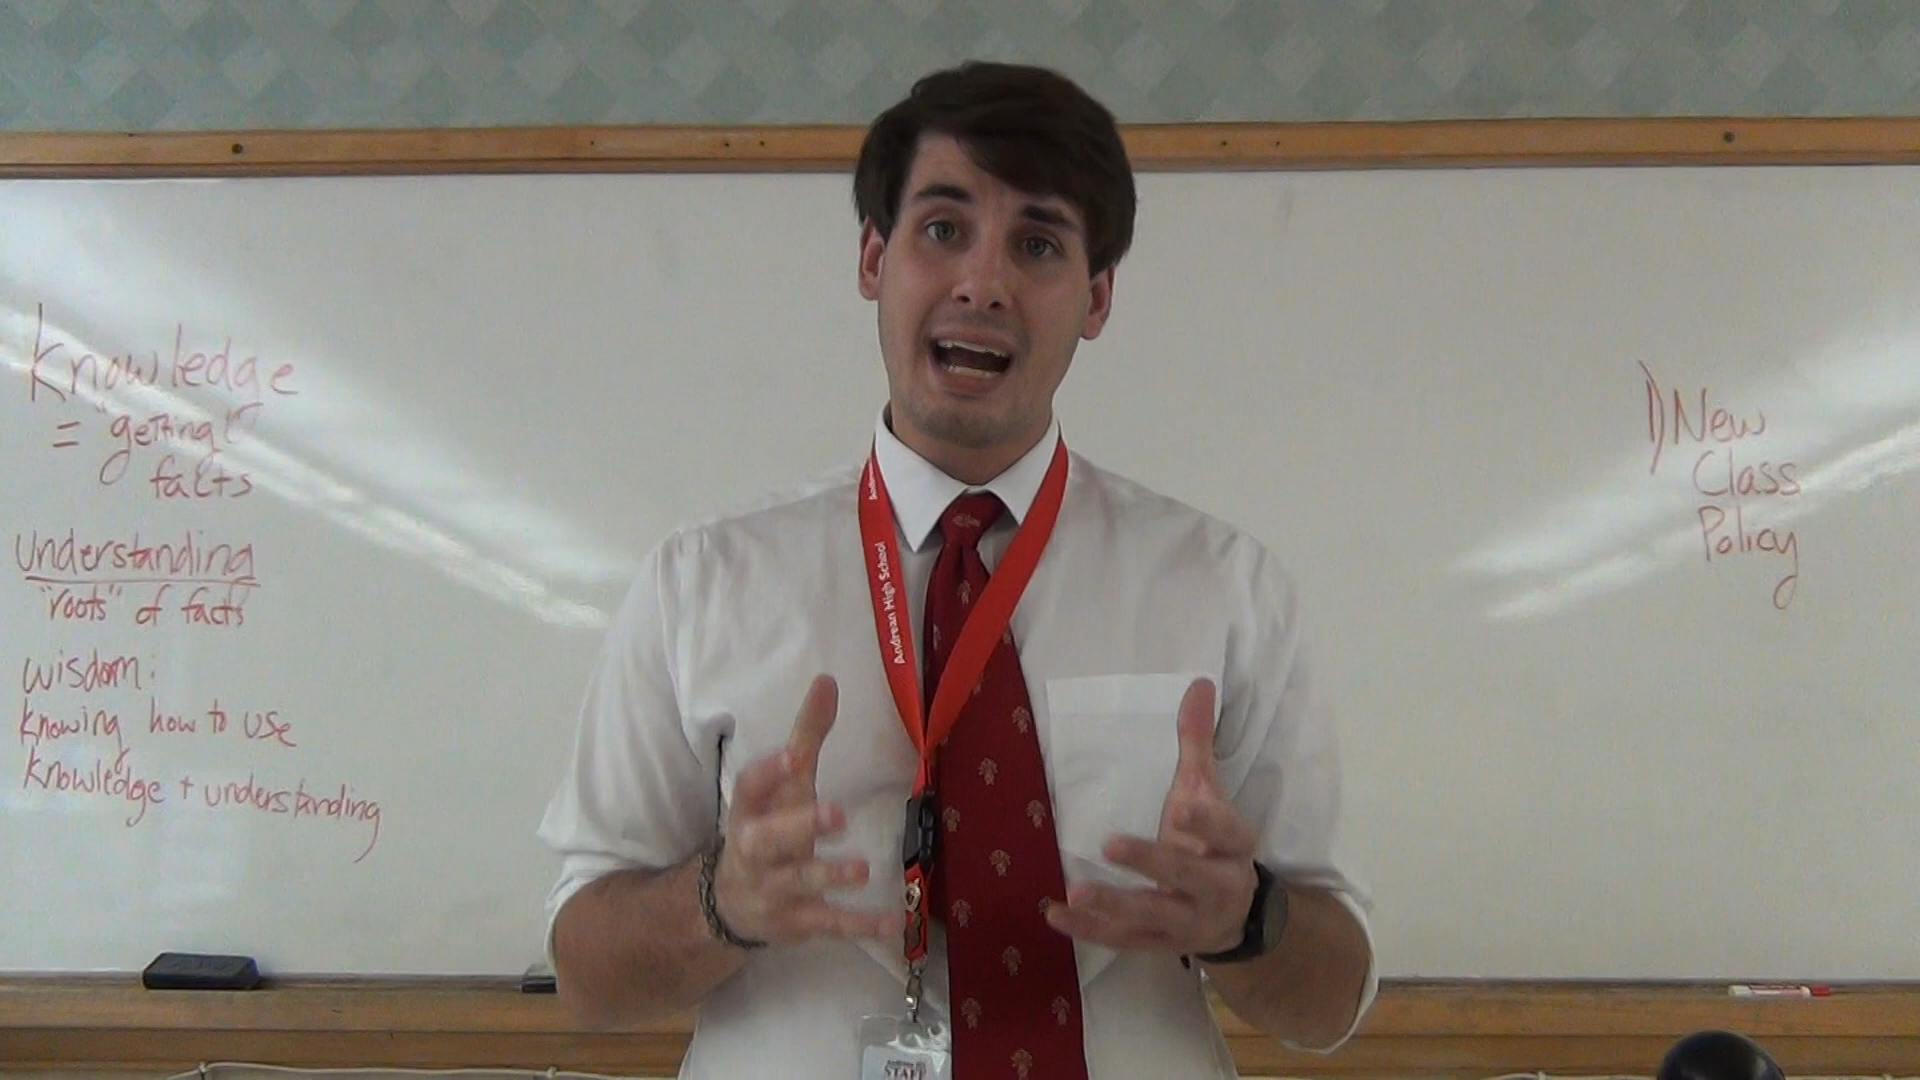 Knowledge
= "getting"
facts
Understanding
"roots" of facts
wisdom:
knowing how to use
knowledge + understanding
1) New
Class
Policy
Andrean High School
STAFF